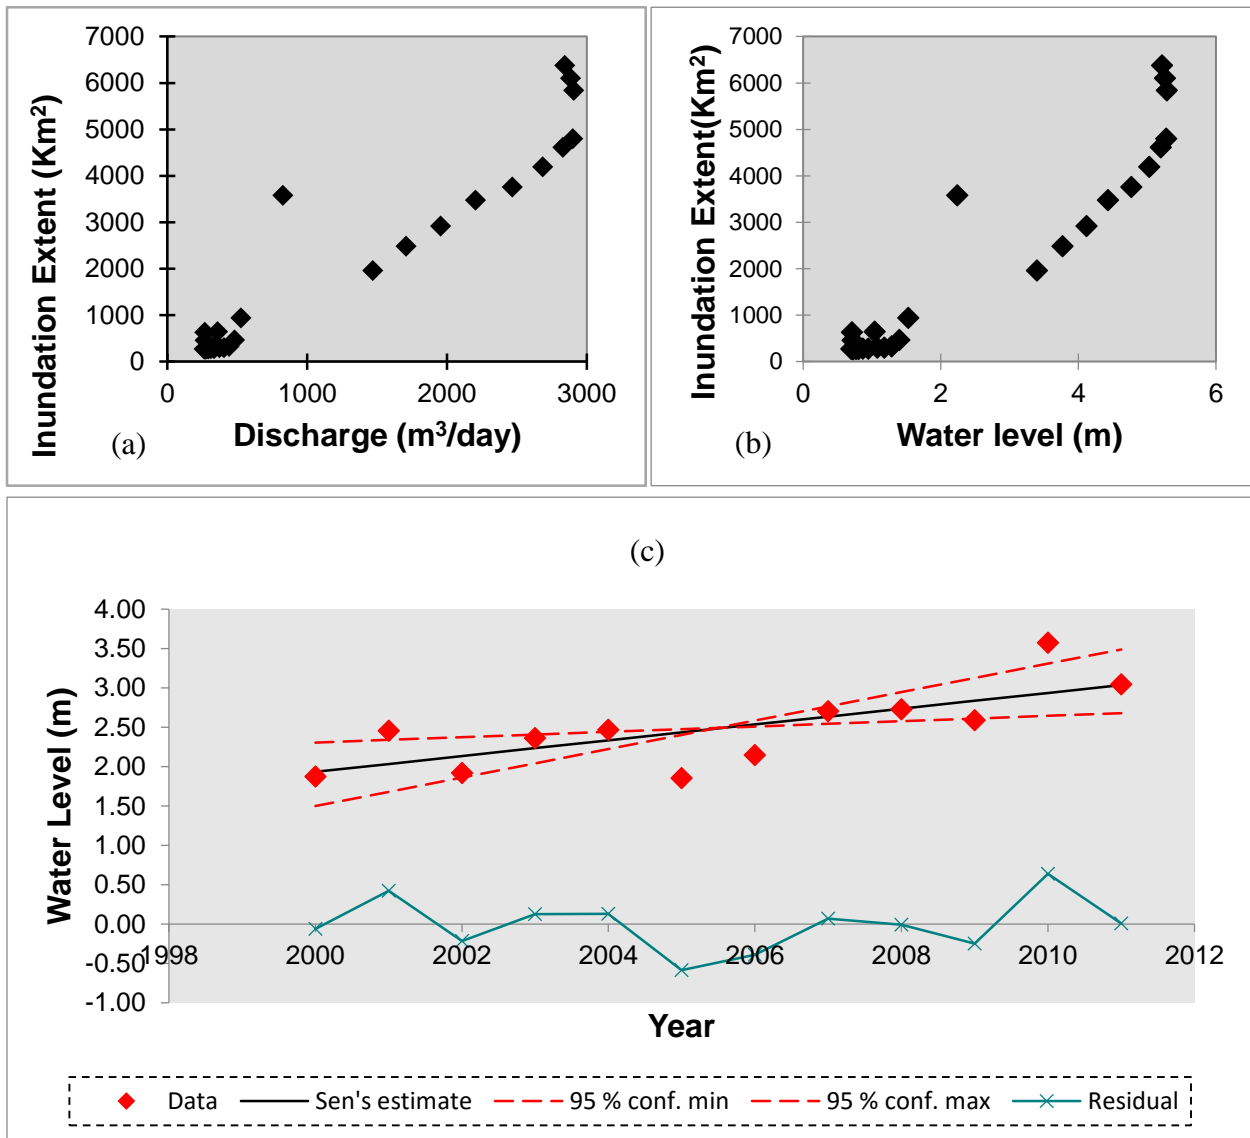 7000
6000
5000
4000
3000
2000
1000
0
0 1000 2000 3000
Inundation Extent (Km²)
Discharge (m³/day)
(a)
7000
6000
5000
4000
3000
2000
1000
0
0 2 4 6
Inundation Extent(Km²)
Water level (m)
(b)
(c)
4.00
3.50
3.00
2.50
2.00
1.50
1.00
0.50
0.00
-0.50
-1.00
1998 2000 2002 2004 2006 2008 2010 2012
Water Level (m)
Year
Data Sen's estimate 95 % conf. min 95 % conf. max Residual